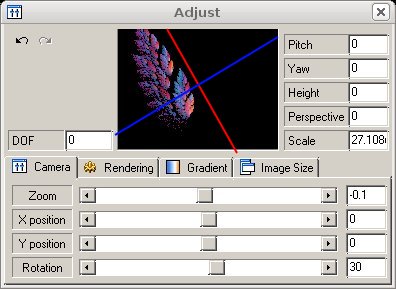 Adjust
Pitch 0
Yaw 0
Height 0
Perspective 0
DOF 0
Scale 27.108
Camera Rendering Gradient Image Size
Zoom -0.1
X position 0
Y position 0
Rotation 30